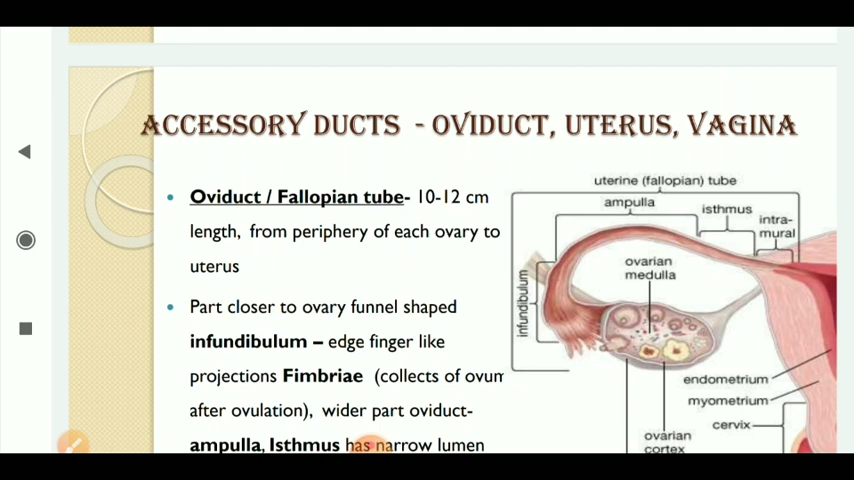 ACCESSORY DUCTS - OVIDUCT, UTERUS, VAGINA
Oviduct / Fallopian tube- 10-12 cm
length, from periphery of each ovary to
uterus
Part closer to ovary funnel shaped
infundibulum – edge finger like
projections Fimbriae (collects of ovum
after ovulation), wider part oviduct-
ampulla, Isthmus has narrow lumen
uterine (fallopian) tube
ampulla
isthmus
intra-
mural
ovarian
medulla
infundibulum
endometrium
myometrium
cervix
ovarian
cortex